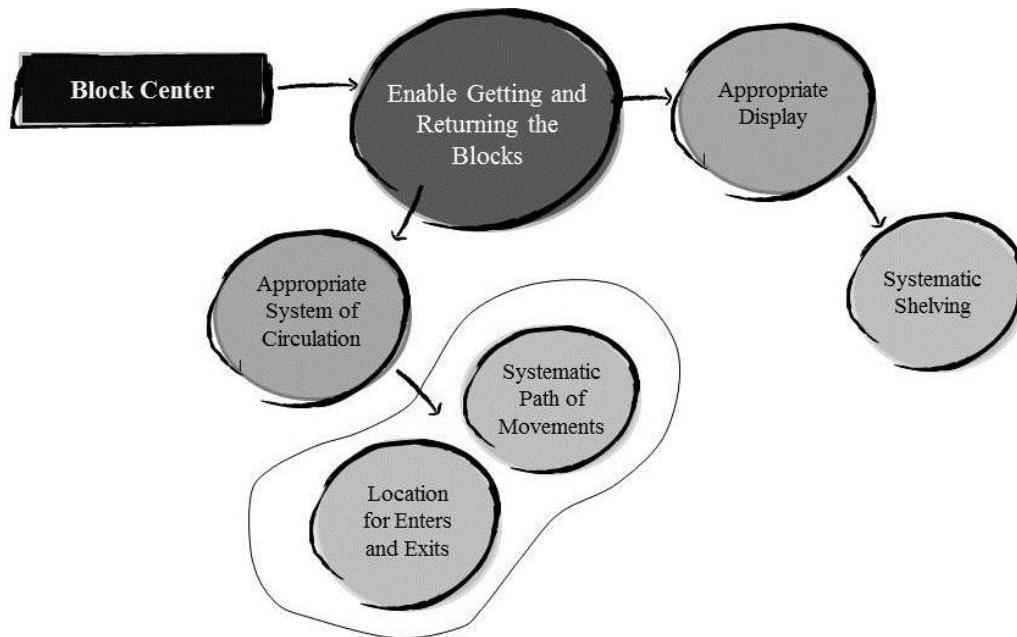 Block Center
Enable Getting and
Returning the
Blocks
Appropriate
Display
Systematic
Shelving
Appropriate
System of
Circulation
Systematic
Path of
Movements
Location
for Enters
and Exits